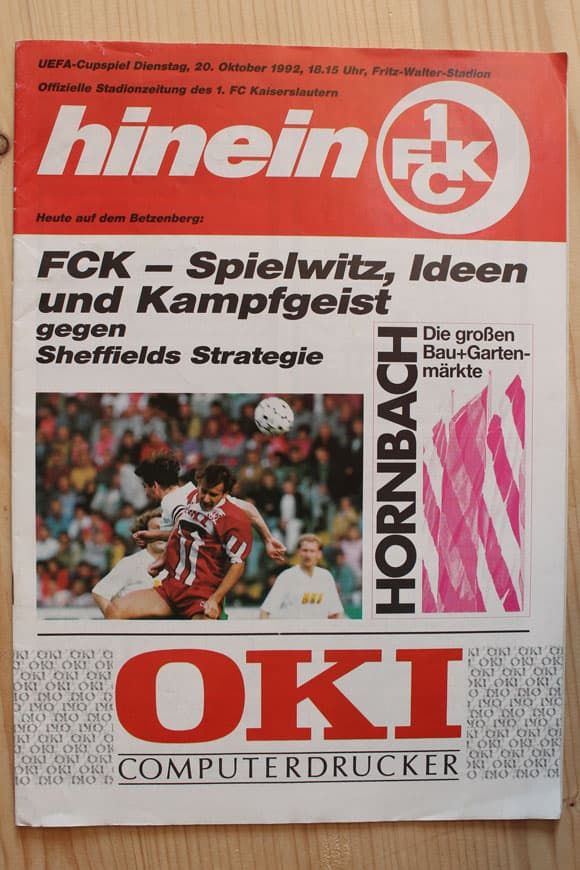 UEFA-Cupspiel Dienstag, 20. Oktober 1992, 18.15 Uhr, Fritz-Walter-Stadion
Offizielle Stadionzeitung des 1. FC Kaiserslautern
hinein
1.
FCK
Heute auf dem Betzenberg:
FCK – Spielwitz, Ideen
und Kampfgeist
gegen
Sheffields Strategie
HORNBACH
Die großen
Bau+Garten-
märkte
OKI
OKI
COMPUTERDRUCKER